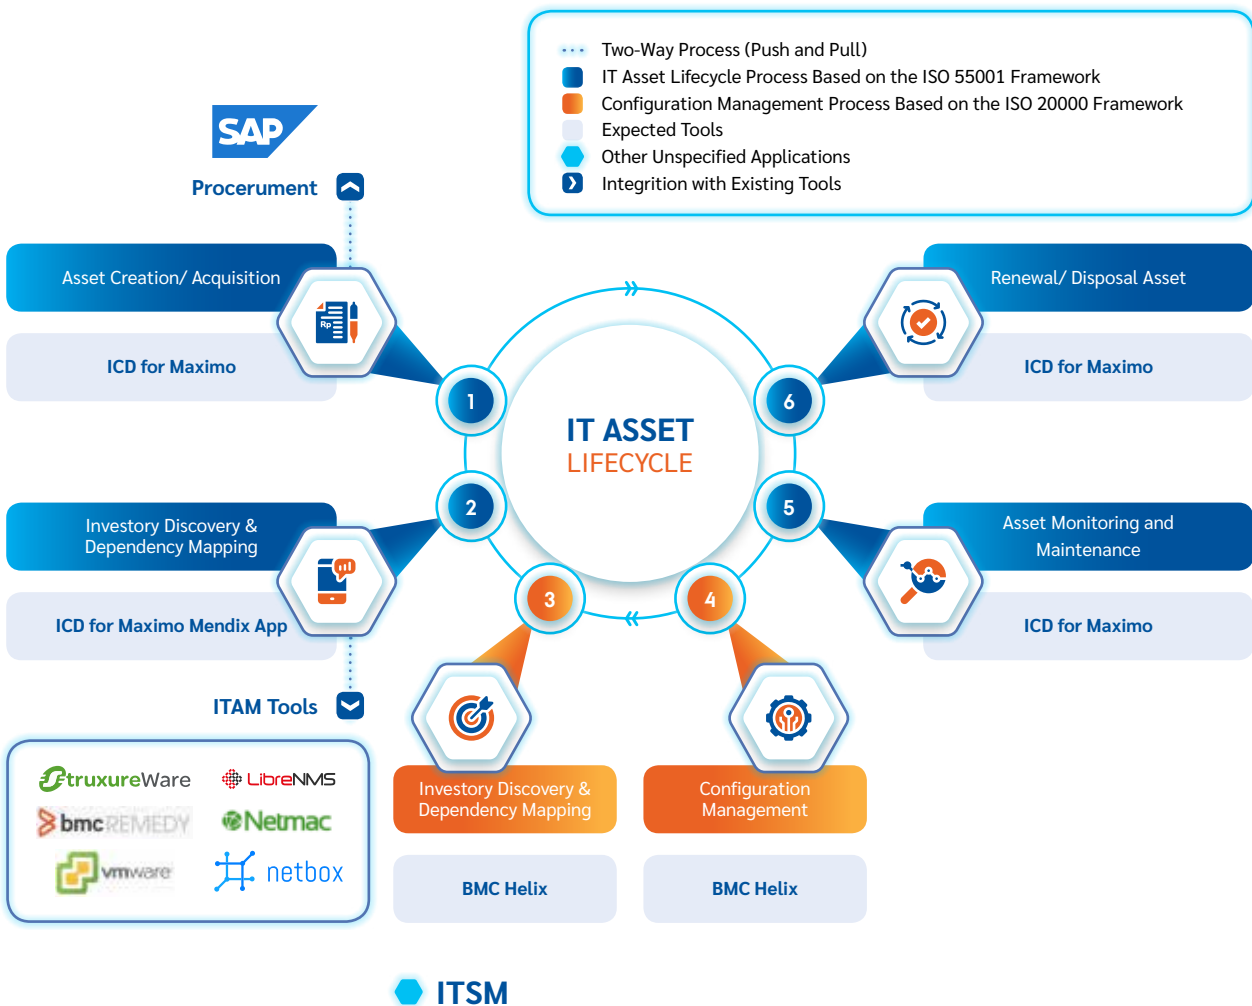 Two-Way Process (Push and Pull)
IT Asset Lifecycle Process Based on the ISO 55001 Framework
Configuration Management Process Based on the ISO 20000 Framework
Expected Tools
Other Unspecified Applications
Integrition with Existing Tools
SAP
Procerument
Asset Creation/ Acquisition
Rp
ICD for Maximo
1
Renewal/ Disposal Asset
ICD for Maximo
6
IT ASSET
LIFECYCLE
Investory Discovery &
Dependency Mapping
ICD for Maximo Mendix App
2
Asset Monitoring and
Maintenance
ICD for Maximo
5
3
4
ITAM Tools
StruxureWare
LibreNMS
bmcREMEDY
Netmac
vmware
netbox
Investory Discovery &
Dependency Mapping
BMC Helix
Configuration
Management
BMC Helix
ITSM